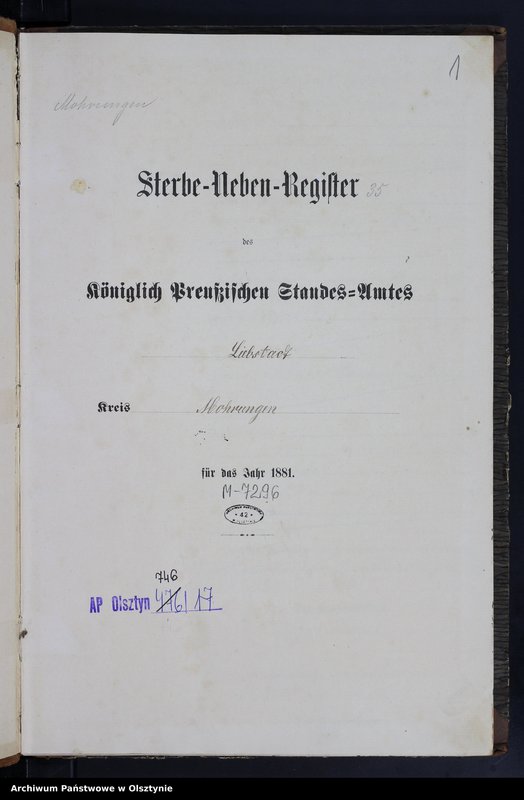 1
Mohrungen
Sterbe-Neben-Register 35
des
Königlich Preußischen Standes-Amtes
Liebstadt
Kreis Mohrungen
für das Jahr 1881.
M-7296
42
746
AP Olsztyn 476/17
Archiwum Państwowe w Olsztynie